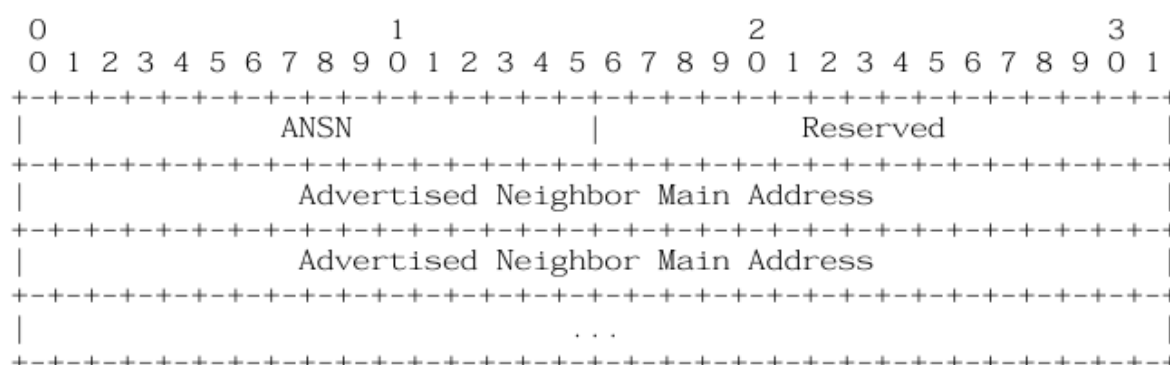 0                   1                   2                   3
0 1 2 3 4 5 6 7 8 9 0 1 2 3 4 5 6 7 8 9 0 1 2 3 4 5 6 7 8 9 0 1
+-+-+-+-+-+-+-+-+-+-+-+-+-+-+-+-+-+-+-+-+-+-+-+-+-+-+-+-+-+-+-+-+
|              ANSN             |           Reserved            |
+-+-+-+-+-+-+-+-+-+-+-+-+-+-+-+-+-+-+-+-+-+-+-+-+-+-+-+-+-+-+-+-+
|               Advertised Neighbor Main Address                |
+-+-+-+-+-+-+-+-+-+-+-+-+-+-+-+-+-+-+-+-+-+-+-+-+-+-+-+-+-+-+-+-+
|               Advertised Neighbor Main Address                |
+-+-+-+-+-+-+-+-+-+-+-+-+-+-+-+-+-+-+-+-+-+-+-+-+-+-+-+-+-+-+-+-+
|                              ...                              |
+-+-+-+-+-+-+-+-+-+-+-+-+-+-+-+-+-+-+-+-+-+-+-+-+-+-+-+-+-+-+-+-+